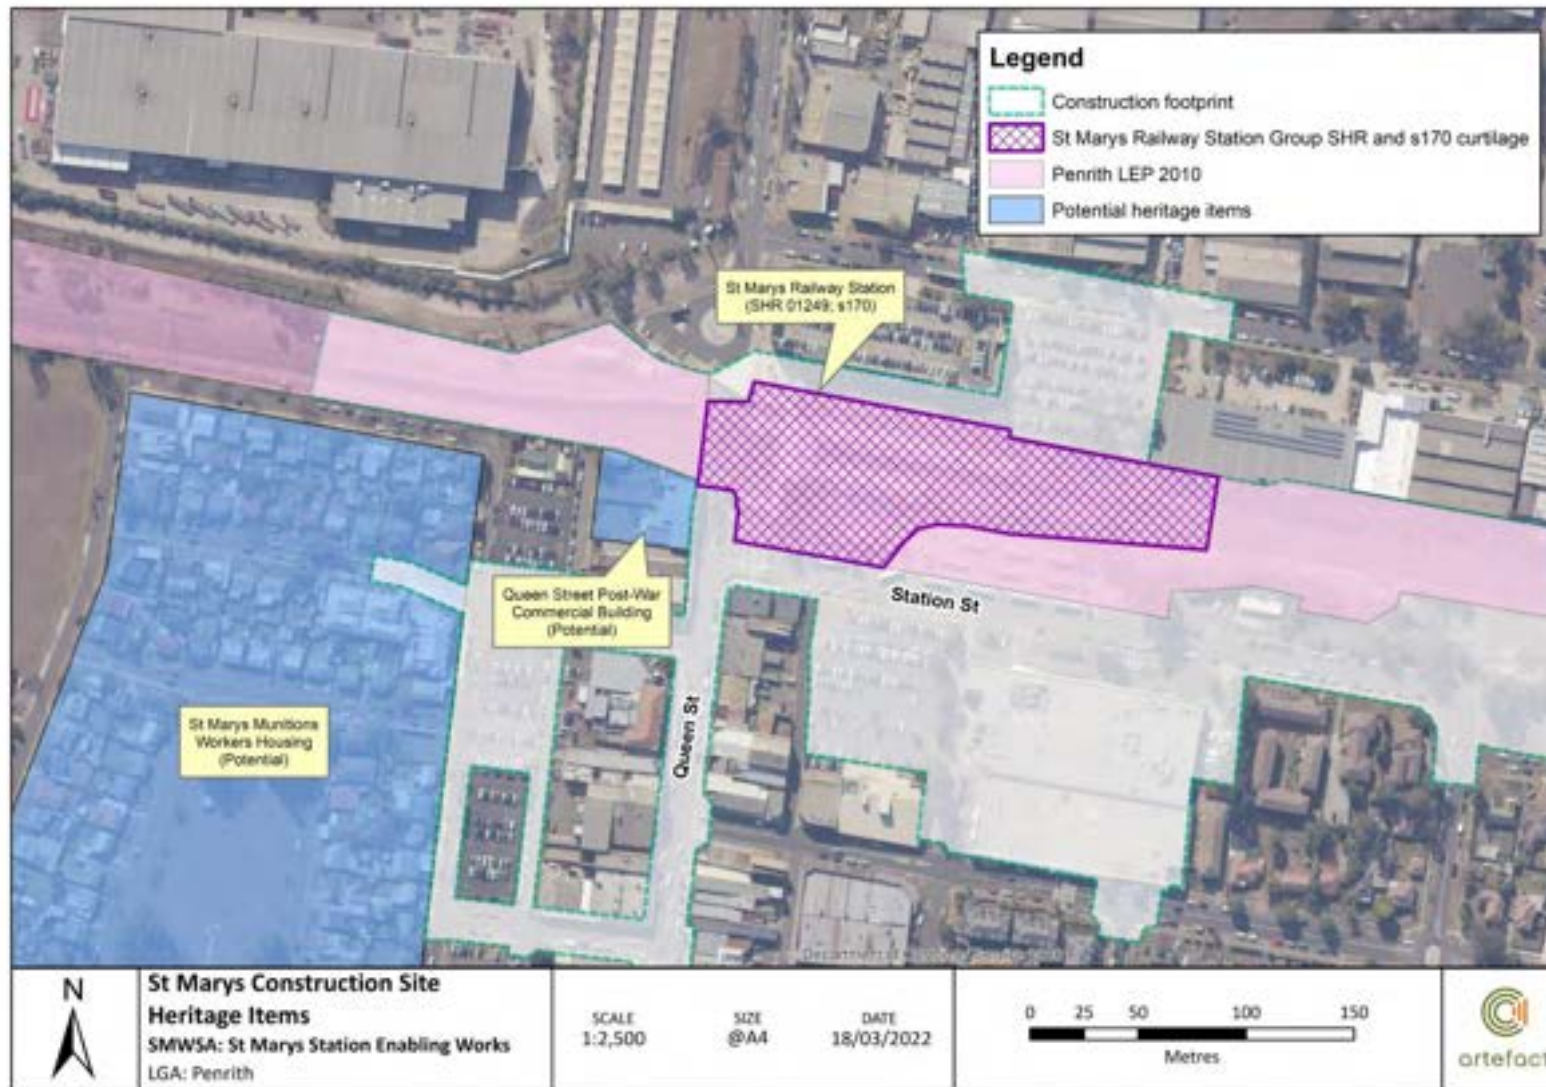 Legend
Construction footprint
St Marys Railway Station Group SHR and s170 curtilage
Penrith LEP 2010
Potential heritage items
St Marys Railway Station
(SHR 01249; s170)
Queen Street Post-War
Commercial Building
(Potential)
Station St
Queen St
St Marys Munitions
Workers Housing
(Potential)
N
St Marys Construction Site
Heritage Items
SMWSA: St Marys Station Enabling Works
LGA: Penrith
SCALE
1:2,500
SIZE
@A4
DATE
18/03/2022
0 25 50 100 150
Metres
artefact